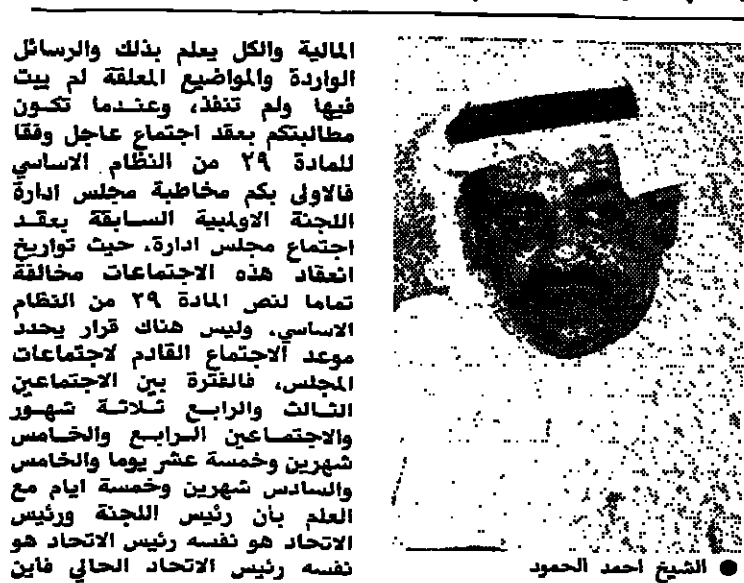 المالية والكل يعلم بذلك والرسائل
الواردة والمواضيع المعلقة لم يبت
فيها ولم تنفذ، وعندما تكون
مطالبتكم بعقد اجتماع عاجل وفقا
للمادة ٢٩ من النظام الاساسي
فالاولى بكم مخاطبة مجلس ادارة
اللجنة الاولمبية السابقة بعقد
اجتماع مجلس ادارة، حيث تواريخ
انعقاد هذه الاجتماعات مخالفة
تماما لنص المادة ٢٩ من النظام
الاساسي، وليس هناك قرار يحدد
موعد الاجتماع القادم لاجتماعات
المجلس، فالفترة بين الاجتماعين
الثالث والرابع ثلاثة شهور
والاجتماعين الرابع والخامس
شهرين وخمسة عشر يوما والخامس
والسادس شهرين وخمسة ايام مع
العلم بان رئيس اللجنة ورئيس
الاتحاد هو نفسه رئيس الاتحاد هو
نفسه رئيس الاتحاد الحالي فأين
● الشيخ احمد الحمود